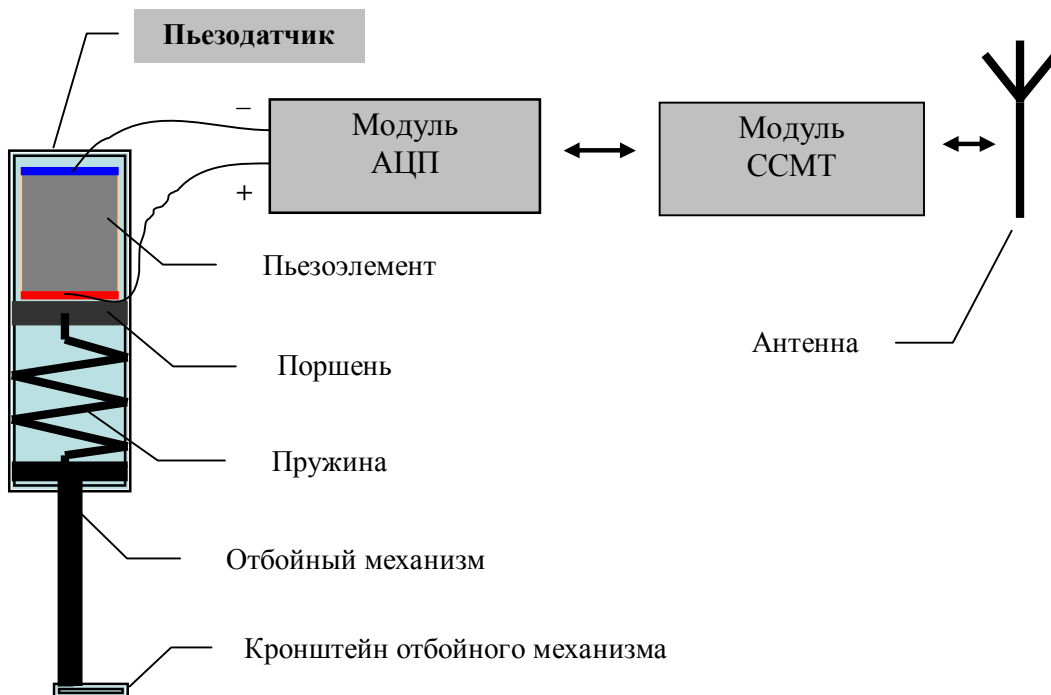 Пьезодатчик
–
Модуль
АЦП
Модуль
ССМТ
+
Пьезоэлемент
Антенна
Поршень
Пружина
Отбойный механизм
Кронштейн отбойного механизма